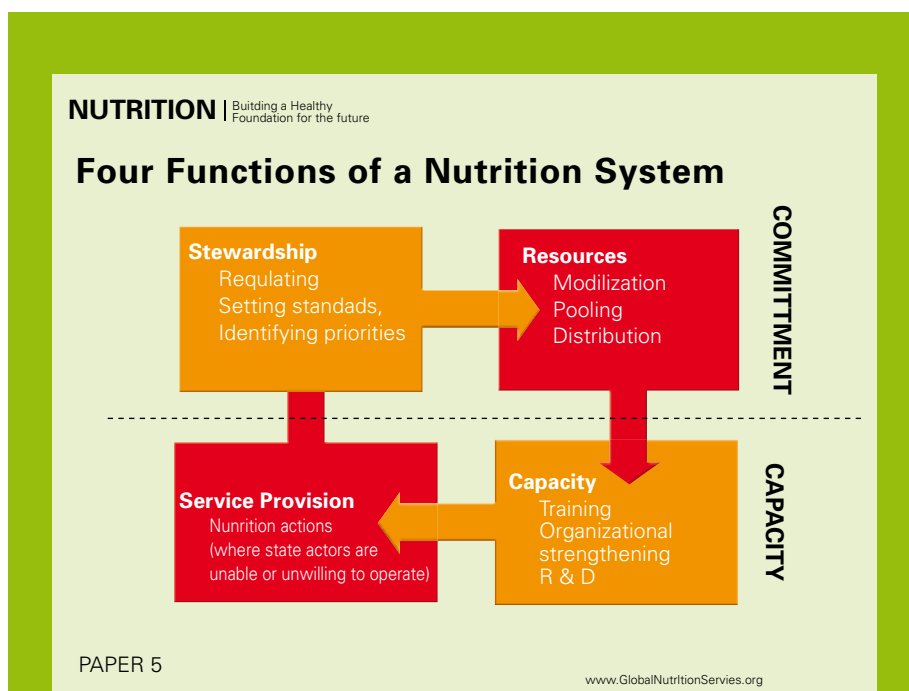 NUTRITION | Buitding a Healthy
Foundation for the future
Four Functions of a Nutrition System
Stewardship
Requlating
Setting standads,
Identifying priorities
Resources
Modilization
Pooling
Distribution
COMMITTMENT
Service Provision
Nunrition actions
(where state actors are
unable or unwilling to operate)
Capacity
Training
Organizational
strengthening
R & D
CAPACITY
PAPER 5
www.GlobalNutrItionServies.org